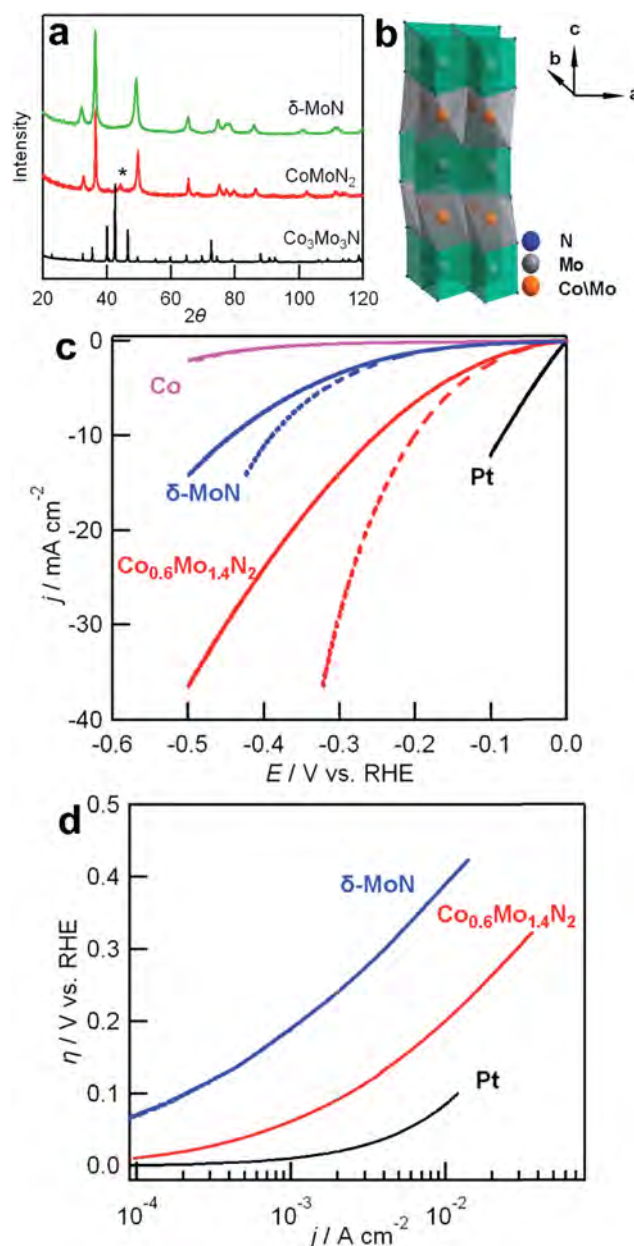 a
Intensity
δ-MoN
CoMoN₂
*
Co₃Mo₃N
20 40 60 80 100 120
2θ
b
c
b
a
N
Mo
Co\Mo
c
j / mA cm⁻²
0
-10
-20
-30
-40
Co
δ-MoN
Co₀.₆Mo₁.₄N₂
Pt
-0.6 -0.5 -0.4 -0.3 -0.2 -0.1 0.0
E / V vs. RHE
d
η / V vs. RHE
0.5
0.4
0.3
0.2
0.1
0.0
δ-MoN
Co₀.₆Mo₁.₄N₂
Pt
10⁻⁴ 10⁻³ 10⁻²
j / A cm⁻²